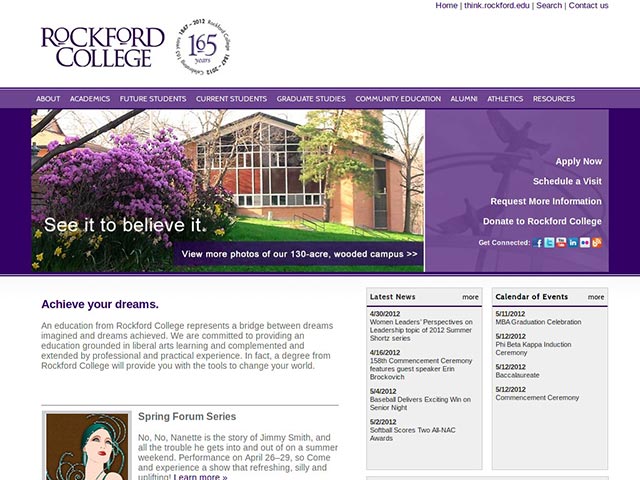 Home | think.rockford.edu | Search | Contact us
ROCKFORD
COLLEGE
1847 - 2012 Rockford College 1847 - 2012 Celebrating 165 years
165
years
ABOUT ACADEMICS FUTURE STUDENTS CURRENT STUDENTS GRADUATE STUDIES COMMUNITY EDUCATION ALUMNI ATHLETICS RESOURCES
See it to believe it.
View more photos of our 130-acre, wooded campus >>
Apply Now
Schedule a Visit
Request More Information
Donate to Rockford College
Get Connected:
Achieve your dreams.
An education from Rockford College represents a bridge between dreams
imagined and dreams achieved. We are committed to providing an
education grounded in liberal arts learning and complemented and
extended by professional and practical experience. In fact, a degree from
Rockford College will provide you with the tools to change your world.
Spring Forum Series
No, No, Nanette is the story of Jimmy Smith, and
all the trouble he gets into and out of on a summer
weekend. Performance on April 26–29, so Come
and experience a show that refreshing, silly and
uplifting! Learn more »
Latest News more
4/30/2012
Women Leaders' Perspectives on
Leadership topic of 2012 Summer
Shortz series
4/16/2012
158th Commencement Ceremony
features guest speaker Erin
Brockovich
5/4/2012
Baseball Delivers Exciting Win on
Senior Night
5/2/2012
Softball Scores Two All-NAC
Awards
Calendar of Events more
5/11/2012
MBA Graduation Celebration
5/12/2012
Phi Beta Kappa Induction
Ceremony
5/12/2012
Baccalaureate
5/12/2012
Commencement Ceremony